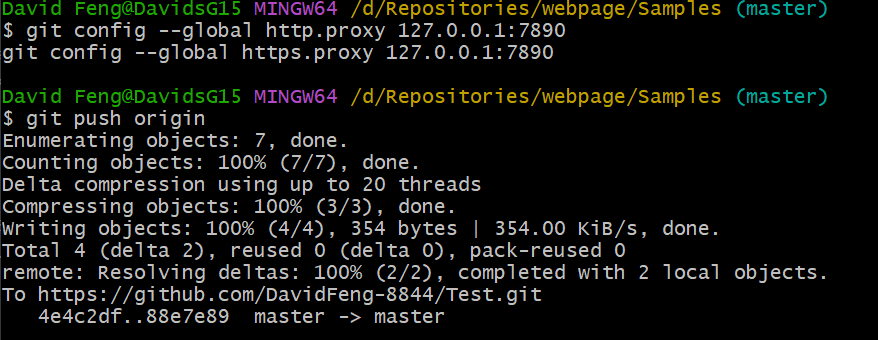 David Feng@DavidsG15 MINGW64 /d/Repositories/webpage/Samples (master)
$ git config --global http.proxy 127.0.0.1:7890
git config --global https.proxy 127.0.0.1:7890
David Feng@DavidsG15 MINGW64 /d/Repositories/webpage/Samples (master)
$ git push origin
Enumerating objects: 7, done.
Counting objects: 100% (7/7), done.
Delta compression using up to 20 threads
Compressing objects: 100% (3/3), done.
Writing objects: 100% (4/4), 354 bytes | 354.00 KiB/s, done.
Total 4 (delta 2), reused 0 (delta 0), pack-reused 0
remote: Resolving deltas: 100% (2/2), completed with 2 local objects.
To https://github.com/DavidFeng-8844/Test.git
   4e4c2df..88e7e89  master -> master